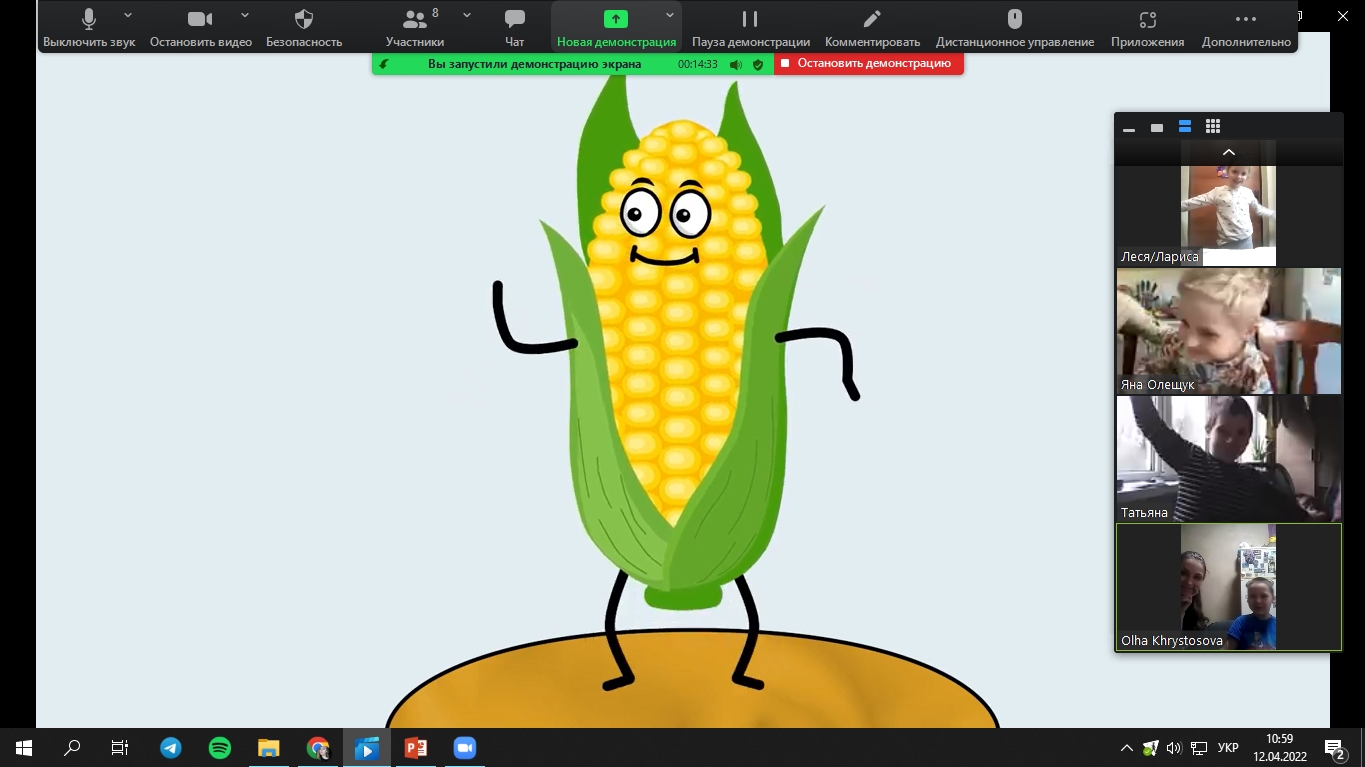 8
Выключить звук
Остановить видео
Безопасность
Участники
Чат
Новая демонстрация
Пауза демонстрации
Комментировать
Дистанционное управление
Приложения
Дополнительно
Вы запустили демонстрацию экрана
00:14:33
Остановить демонстрацию
Леся/Лариса
Яна Олещук
Татьяна
Olha Khrystosova
УКР
10:59
12.04.2022
2